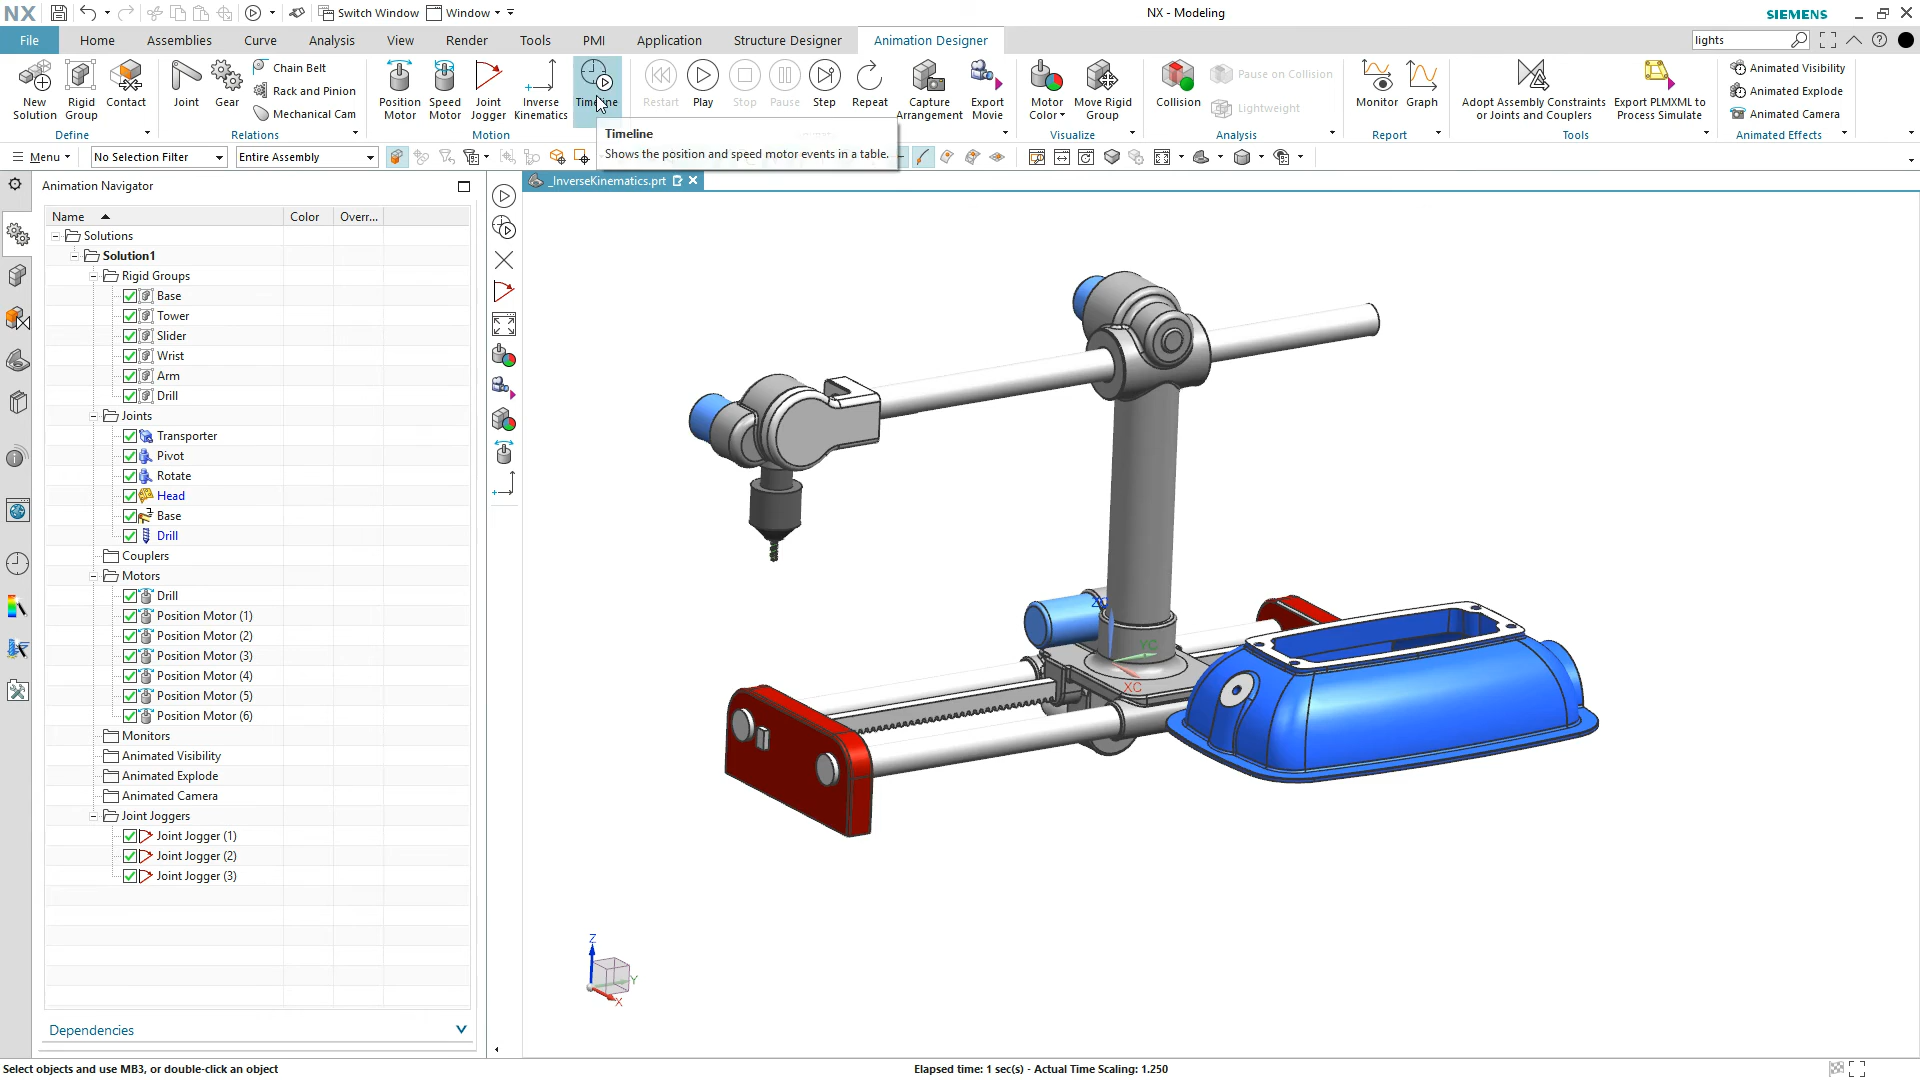 NX Switch Window Window NX - Modeling SIEMENS
File Home Assemblies Curve Analysis View Render Tools PMI Application Structure Designer Animation Designer lights
New Solution Rigid Group Contact Joint Gear Chain Belt Rack and Pinion Mechanical Cam Position Motor Speed Motor Joint Jogger Inverse Kinematics Restart Play Stop Pause Step Repeat Capture Arrangement Export Movie Motor Color Move Rigid Group Collision Pause on Collision Lightweight Monitor Graph Adopt Assembly Constraints or Joints and Couplers Export PLMXML to Process Simulate Animated Visibility Animated Explode Animated Camera
Define Relations Motion Visualize Analysis Report Tools Animated Effects
Timeline
Shows the position and speed motor events in a table.
Menu No Selection Filter Entire Assembly
Animation Navigator
_InverseKinematics.prt
Name Color Overr...
Solutions
Solution1
Rigid Groups
Base
Tower
Slider
Wrist
Arm
Drill
Joints
Transporter
Pivot
Rotate
Head
Base
Drill
Couplers
Motors
Drill
Position Motor (1)
Position Motor (2)
Position Motor (3)
Position Motor (4)
Position Motor (5)
Position Motor (6)
Monitors
Animated Visibility
Animated Explode
Animated Camera
Joint Joggers
Joint Jogger (1)
Joint Jogger (2)
Joint Jogger (3)
YC
XC
Z
Y
X
Dependencies
Select objects and use MB3, or double-click an object Elapsed time: 1 sec(s) - Actual Time Scaling: 1.250